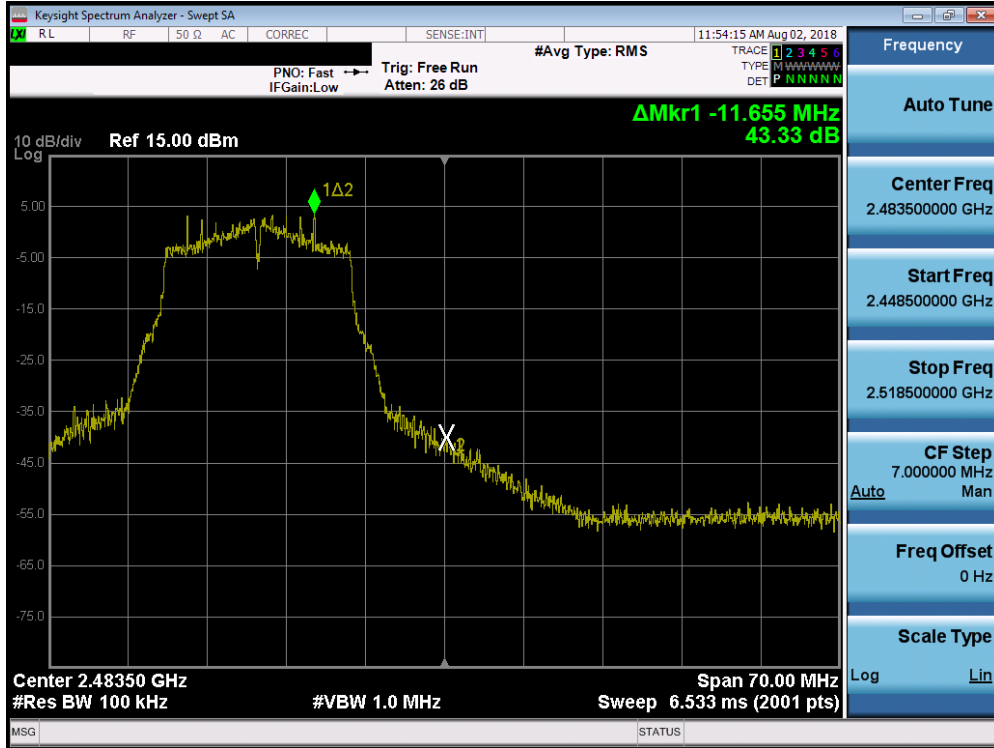 Keysight Spectrum Analyzer - Swept SA
LXI RL RF 50 Ω AC CORREC SENSE:INT 11:54:15 AM Aug 02, 2018
#Avg Type: RMS
TRACE 1 2 3 4 5 6
TYPE M WWWWW
DET P N N N N N
PNO: Fast
IFGain:Low
Trig: Free Run
Atten: 26 dB
ΔMkr1 -11.655 MHz
43.33 dB
10 dB/div
Log
Ref 15.00 dBm
1Δ2
5.00
-5.00
-15.0
-25.0
-35.0
X2
-45.0
-55.0
-65.0
-75.0
Center 2.48350 GHz
Span 70.00 MHz
#Res BW 100 kHz
#VBW 1.0 MHz
Sweep 6.533 ms (2001 pts)
MSG
STATUS
Frequency
Auto Tune
Center Freq
2.483500000 GHz
Start Freq
2.448500000 GHz
Stop Freq
2.518500000 GHz
CF Step
7.000000 MHz
Auto Man
Freq Offset
0 Hz
Scale Type
Log Lin